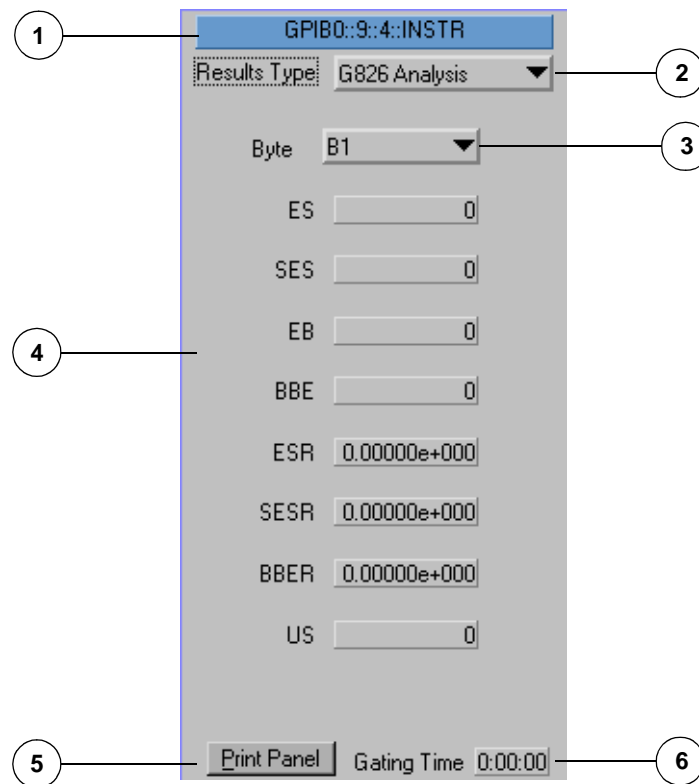 1 GPIB0::9::4::INSTR
Results Type G826 Analysis 2
Byte B1 3
ES 0
SES 0
EB 0
4
BBE 0
ESR 0.00000e+000
SESR 0.00000e+000
BBER 0.00000e+000
US 0
5 Print Panel Gating Time 0:00:00 6